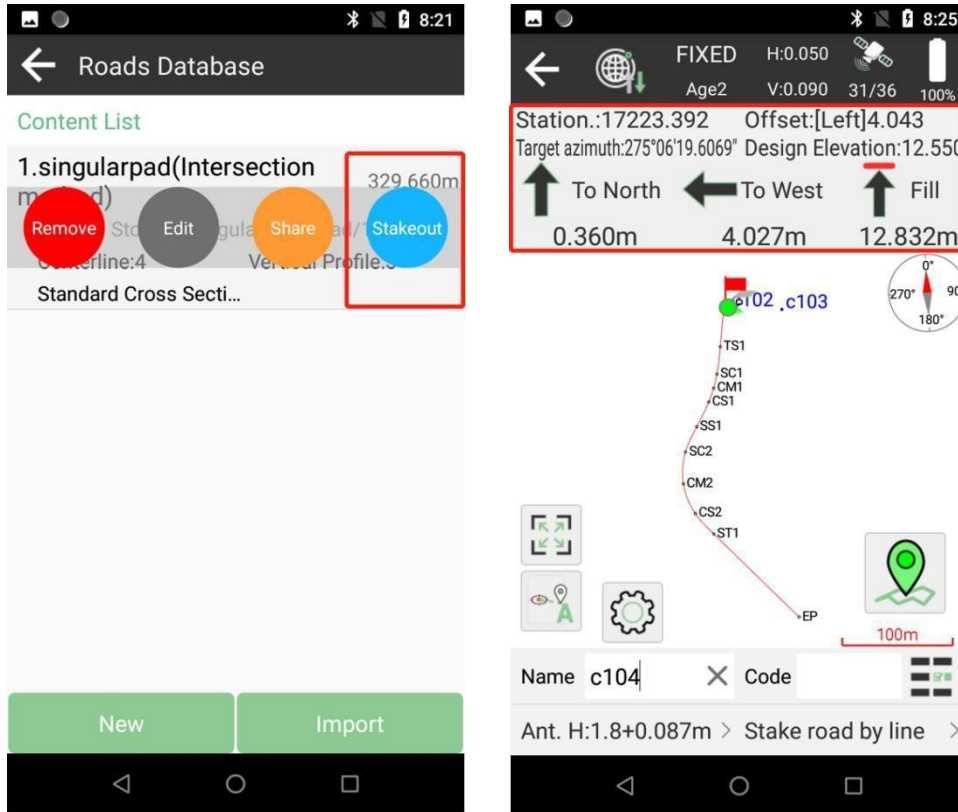 8:21
Roads Database
Content List
1.singularpad(Intersection
329.660m
Remove
Edit
Share
Stakeout
Vertical Profile:
Standard Cross Secti...
New
Import
8:25
FIXED H:0.050
Age2 V:0.090 31/36 100%
Station.:17223.392 Offset:[Left]4.043
Target azimuth:275°06'19.6069" Design Elevation:12.550
To North To West Fill
0.360m 4.027m 12.832m
0°
270° 90
180°
102 .c103
TS1
SC1
CM1
CS1
SS1
SC2
CM2
CS2
ST1
EP
A
100m
Name c104 Code
Ant. H:1.8+0.087m > Stake road by line >